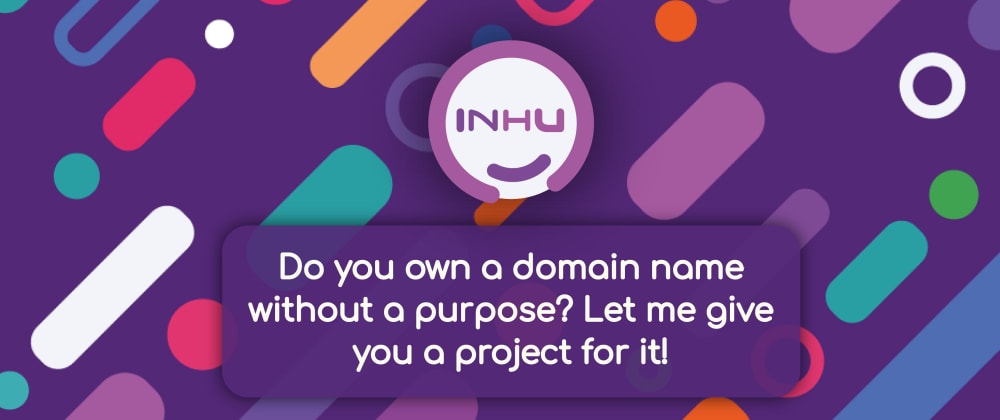 INHU
Do you own a domain name
without a purpose? Let me give
you a project for it!